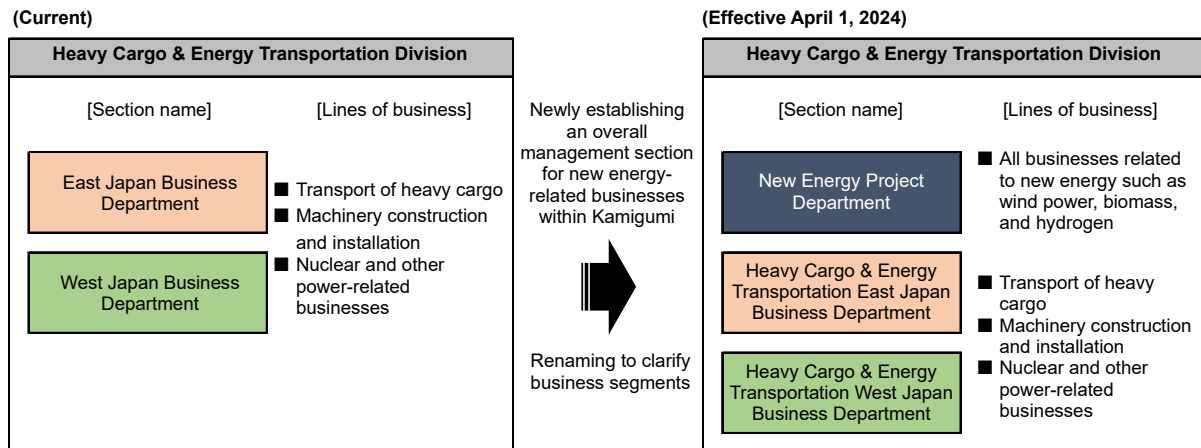 (Current)
Heavy Cargo & Energy Transportation Division
[Section name]
[Lines of business]
East Japan Business
Department
West Japan Business
Department
■ Transport of heavy cargo
■ Machinery construction
and installation
■ Nuclear and other
power-related
businesses
Newly establishing
an overall
management section
for new energy-
related businesses
within Kamigumi
Renaming to clarify
business segments
(Effective April 1, 2024)
Heavy Cargo & Energy Transportation Division
[Section name]
[Lines of business]
New Energy Project
Department
■ All businesses related
to new energy such as
wind power, biomass,
and hydrogen
Heavy Cargo & Energy
Transportation East Japan
Business Department
Heavy Cargo & Energy
Transportation West Japan
Business Department
■ Transport of heavy
cargo
■ Machinery construction
and installation
■ Nuclear and other
power-related
businesses